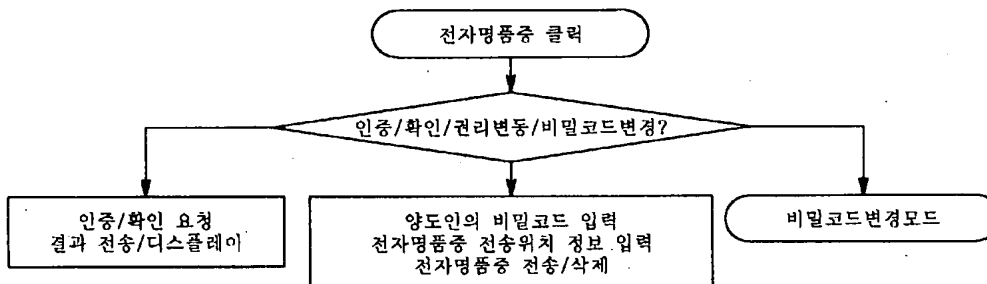 전자명품증 클릭
인증/확인/권리변동/비밀코드변경?
인증/확인 요청
결과 전송/디스플레이
양도인의 비밀코드 입력
전자명품증 전송위치 정보 입력
전자명품증 전송/삭제
비밀코드변경모드